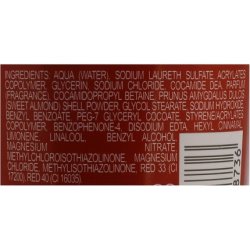 INGREDIENTS: AQUA (WATER), SODIUM LAURETH SULFATE, ACRYLATES
COPOLYMER, GLYCERIN, SODIUM CHLORIDE, COCAMIDE DEA, PARFUM
(FRAGRANCE), COCAMIDOPROPYL BETAINE, PRUNUS AMYGDALUS DULCIS
(SWEET ALMOND) SHELL POWDER, GLYCOL STEARATE, SODIUM HYDROXIDE,
BENZYL BENZOATE, PEG-7 GLYCERYL COCOATE, STYRENE/ACRYLATES
COPOLYMER, BENZOPHENONE-4, DISODIUM EDTA, HEXYL CINNAMAL,
LIMONENE, LINALOOL, BENZYL ALCOHOL,
MAGNESIUM NITRATE,
METHYLCHLOROISOTHIAZOLINONE, MAGNESIUM
CHLORIDE, METHYLISOTHIAZOLINONE, RED 33 (CI
17200), RED 40 (CI 16035).
8736